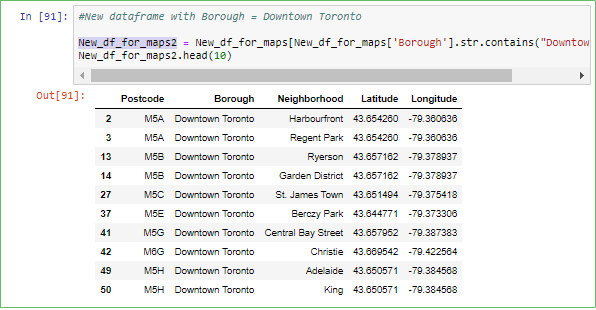 In [91]: #New dataframe with Borough = Downtown Toronto
New_df_for_maps2 = New_df_for_maps[New_df_for_maps['Borough'].str.contains("Downtow
New_df_for_maps2.head(10)
Out[91]:
Postcode Borough Neighborhood Latitude Longitude
2 M5A Downtown Toronto Harbourfront 43.654260 -79.360636
3 M5A Downtown Toronto Regent Park 43.654260 -79.360636
13 M5B Downtown Toronto Ryerson 43.657162 -79.378937
14 M5B Downtown Toronto Garden District 43.657162 -79.378937
27 M5C Downtown Toronto St. James Town 43.651494 -79.375418
37 M5E Downtown Toronto Berczy Park 43.644771 -79.373306
41 M5G Downtown Toronto Central Bay Street 43.657952 -79.387383
42 M6G Downtown Toronto Christie 43.669542 -79.422564
49 M5H Downtown Toronto Adelaide 43.650571 -79.384568
50 M5H Downtown Toronto King 43.650571 -79.384568